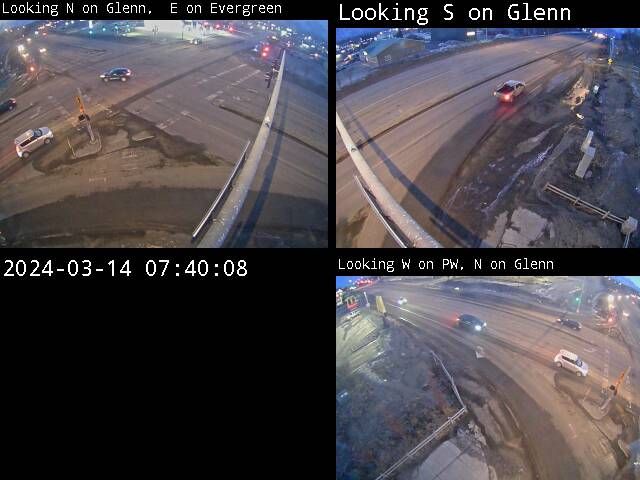 Looking N on Glenn, E on Evergreen
Looking S on Glenn
2024-03-14 07:40:08
Looking W on PW, N on Glenn